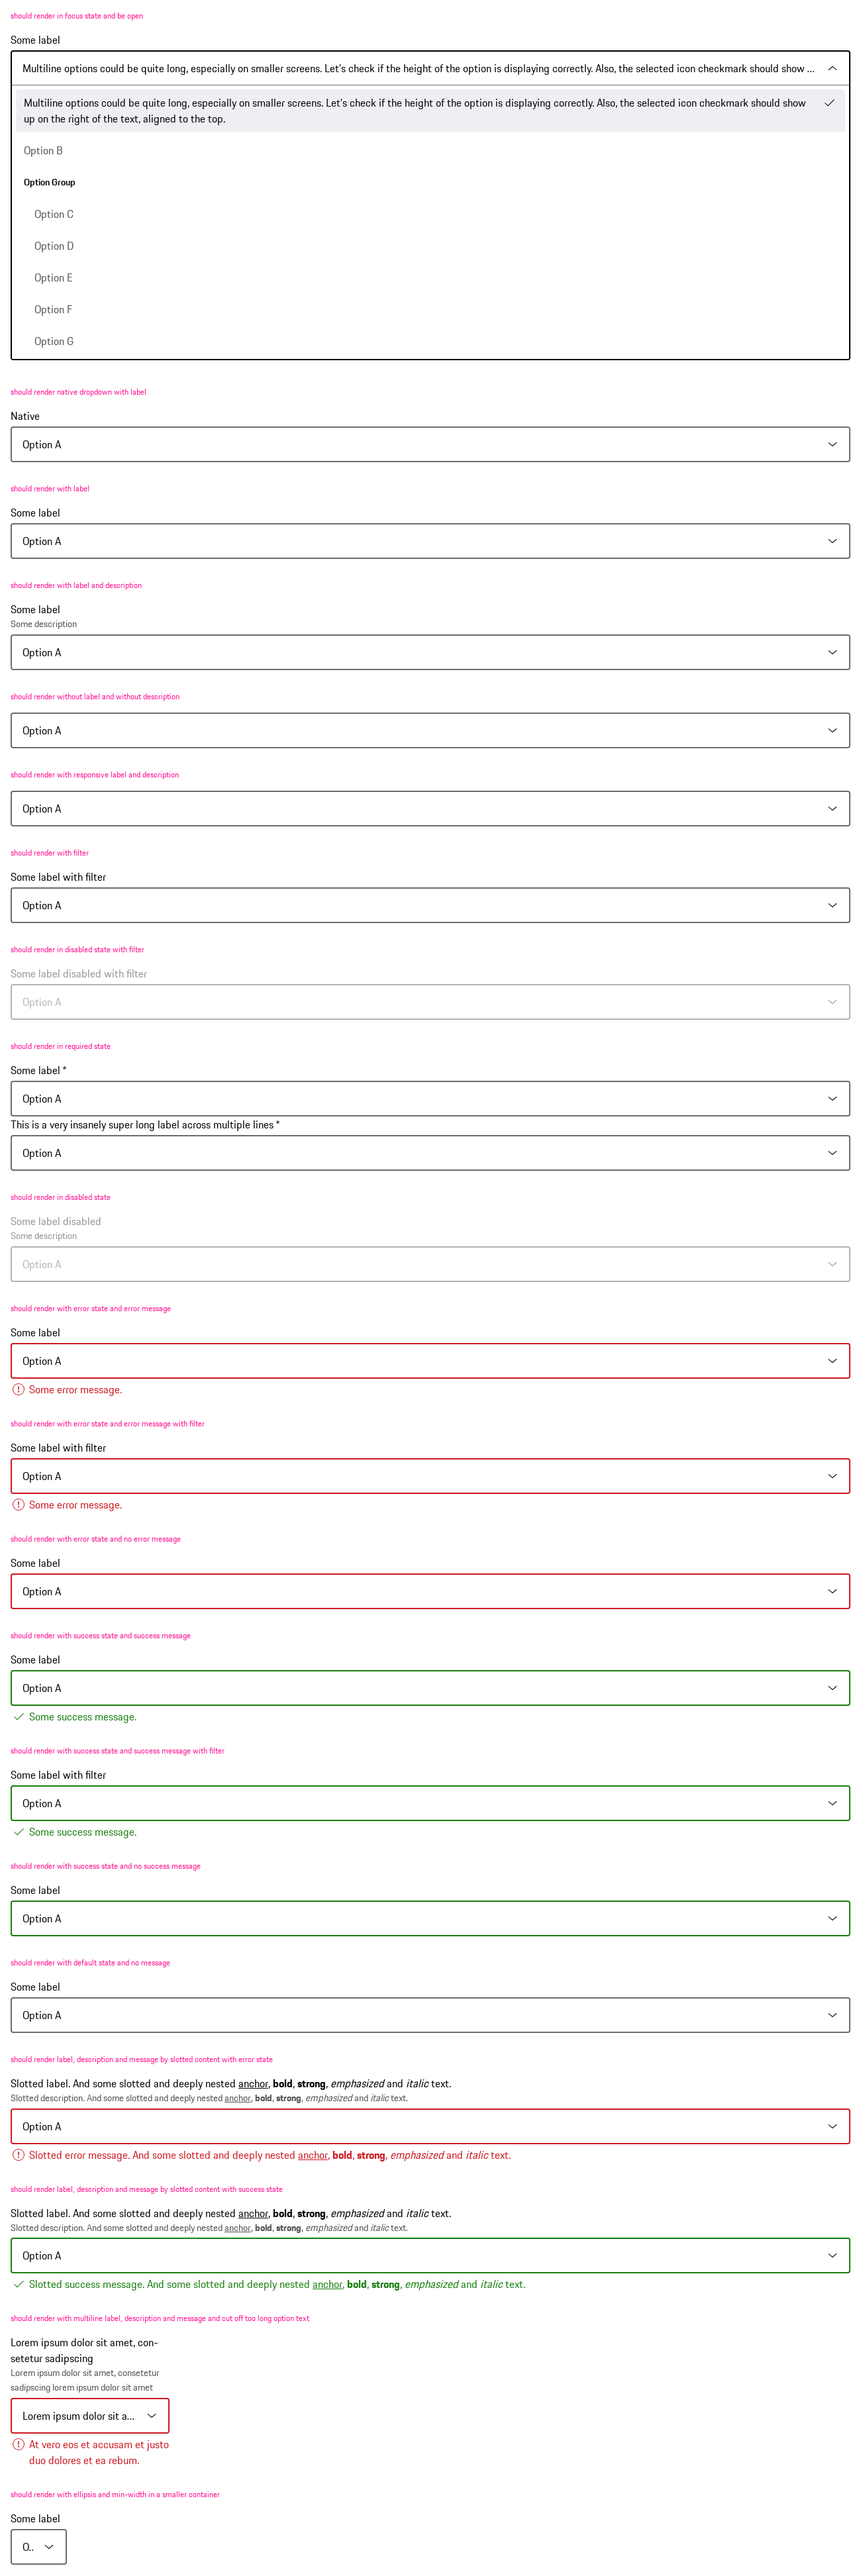 should render in focus state and be open
Some label
Multiline options could be quite long, especially on smaller screens. Let's check if the height of the option is displaying correctly. Also, the selected icon checkmark should show ...
Multiline options could be quite long, especially on smaller screens. Let's check if the height of the option is displaying correctly. Also, the selected icon checkmark should show
up on the right of the text, aligned to the top.
Option B
Option Group
Option C
Option D
Option E
Option F
Option G
should render native dropdown with label
Native
Option A
should render with label
Some label
Option A
should render with label and description
Some label
Some description
Option A
should render without label and without description
Option A
should render with responsive label and description
Option A
should render with filter
Some label with filter
Option A
should render in disabled state with filter
Some label disabled with filter
Option A
should render in required state
Some label *
Option A
This is a very insanely super long label across multiple lines *
Option A
should render in disabled state
Some label disabled
Some description
Option A
should render with error state and error message
Some label
Option A
Some error message.
should render with error state and error message with filter
Some label with filter
Option A
Some error message.
should render with error state and no error message
Some label
Option A
should render with success state and success message
Some label
Option A
Some success message.
should render with success state and success message with filter
Some label with filter
Option A
Some success message.
should render with success state and no success message
Some label
Option A
should render with default state and no message
Some label
Option A
should render label, description and message by slotted content with error state
Slotted label. And some slotted and deeply nested anchor, bold, strong, emphasized and italic text.
Slotted description. And some slotted and deeply nested anchor, bold, strong, emphasized and italic text.
Option A
Slotted error message. And some slotted and deeply nested anchor, bold, strong, emphasized and italic text.
should render label, description and message by slotted content with success state
Slotted label. And some slotted and deeply nested anchor, bold, strong, emphasized and italic text.
Slotted description. And some slotted and deeply nested anchor, bold, strong, emphasized and italic text.
Option A
Slotted success message. And some slotted and deeply nested anchor, bold, strong, emphasized and italic text.
should render with multiline label, description and message and cut off too long option text
Lorem ipsum dolor sit amet, con-
setetur sadipscing
Lorem ipsum dolor sit amet, consetetur
sadipscing lorem ipsum dolor sit amet
Lorem ipsum dolor sit a...
At vero eos et accusam et justo
duo dolores et ea rebum.
should render with ellipsis and min-width in a smaller container
Some label
O..